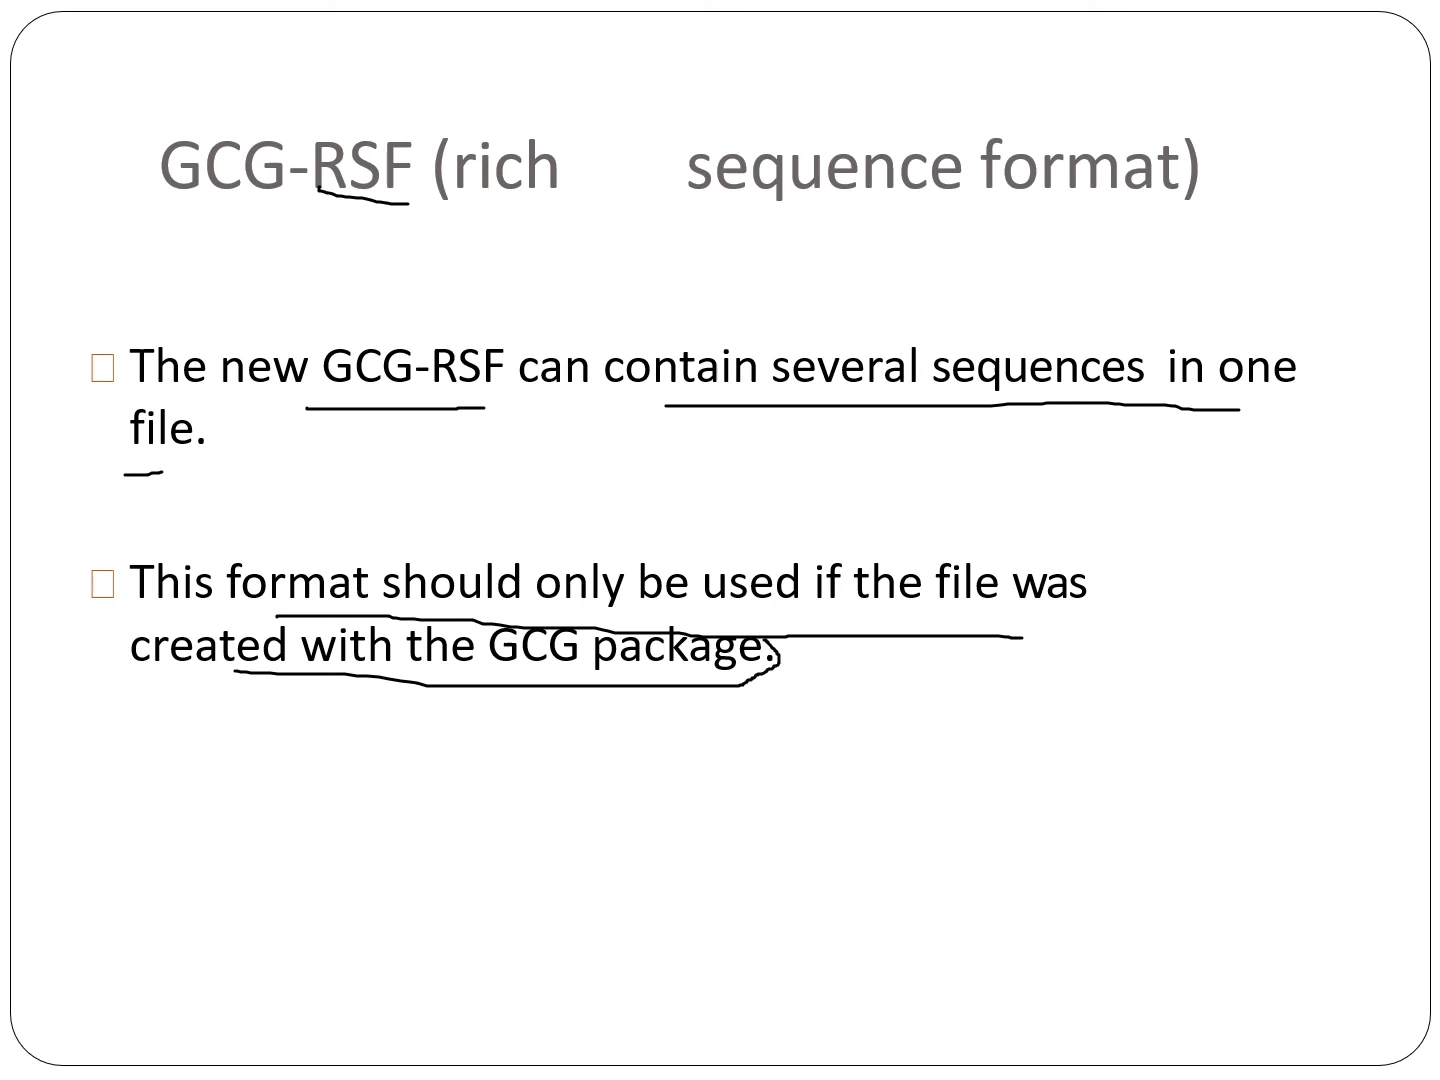 GCG-RSF (rich sequence format)
The new GCG-RSF can contain several sequences in one
file.
This format should only be used if the file was
created with the GCG package.